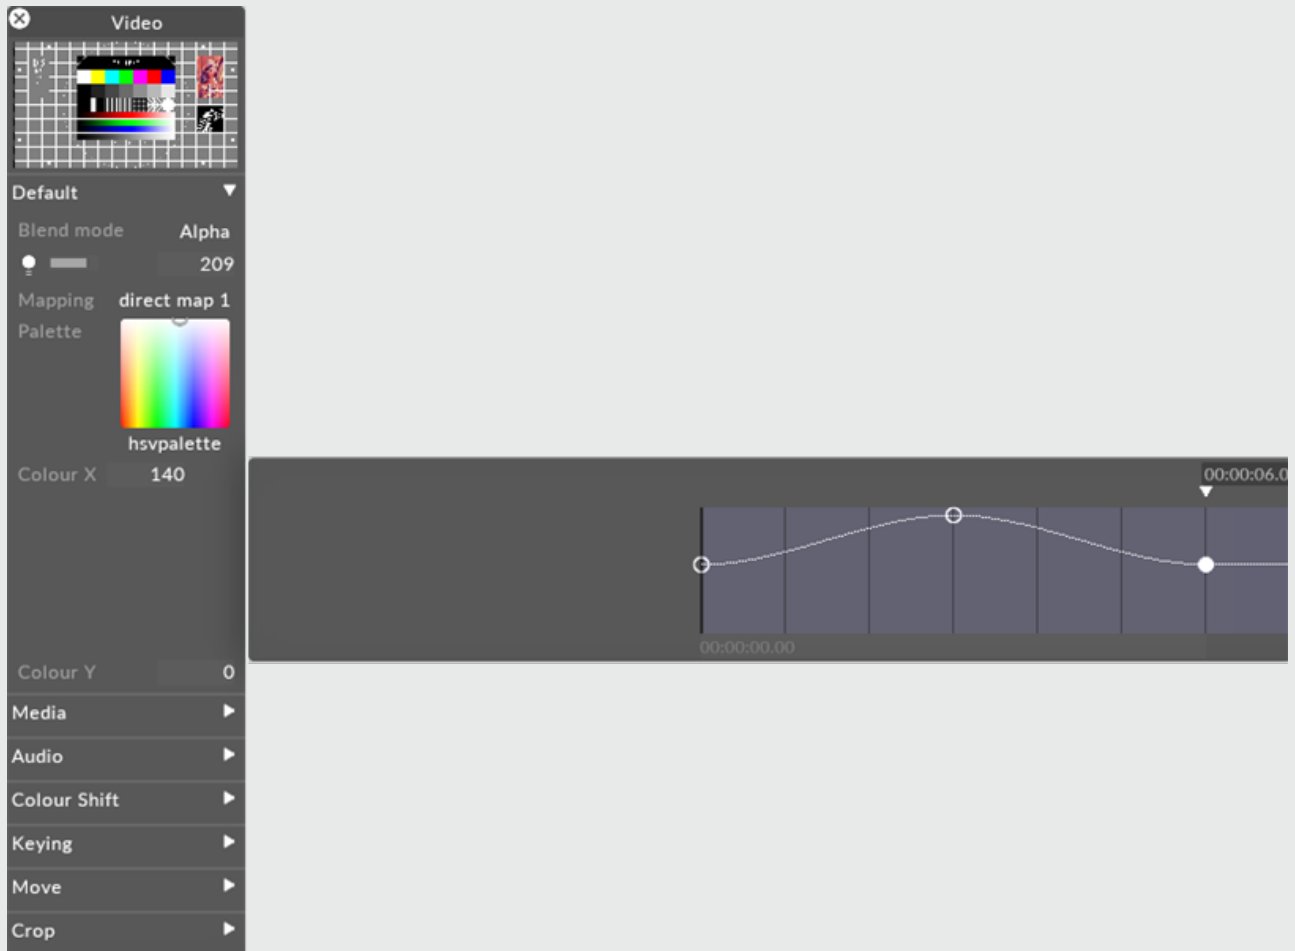 Video
Default
Blend mode Alpha
209
Mapping direct map 1
Palette
hsvpalette
Colour X 140
00:00:06.0
00:00:00.00
Colour Y 0
Media
Audio
Colour Shift
Keying
Move
Crop